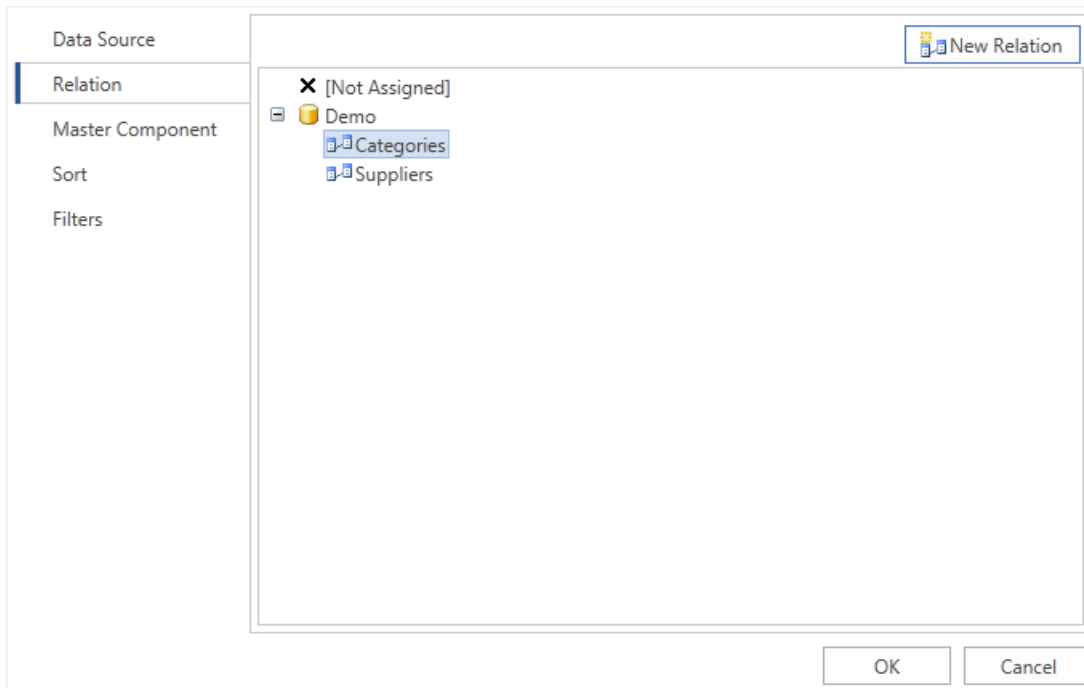 Data Source
Relation
Master Component
Sort
Filters
New Relation
[Not Assigned]
Demo
Categories
Suppliers
OK
Cancel